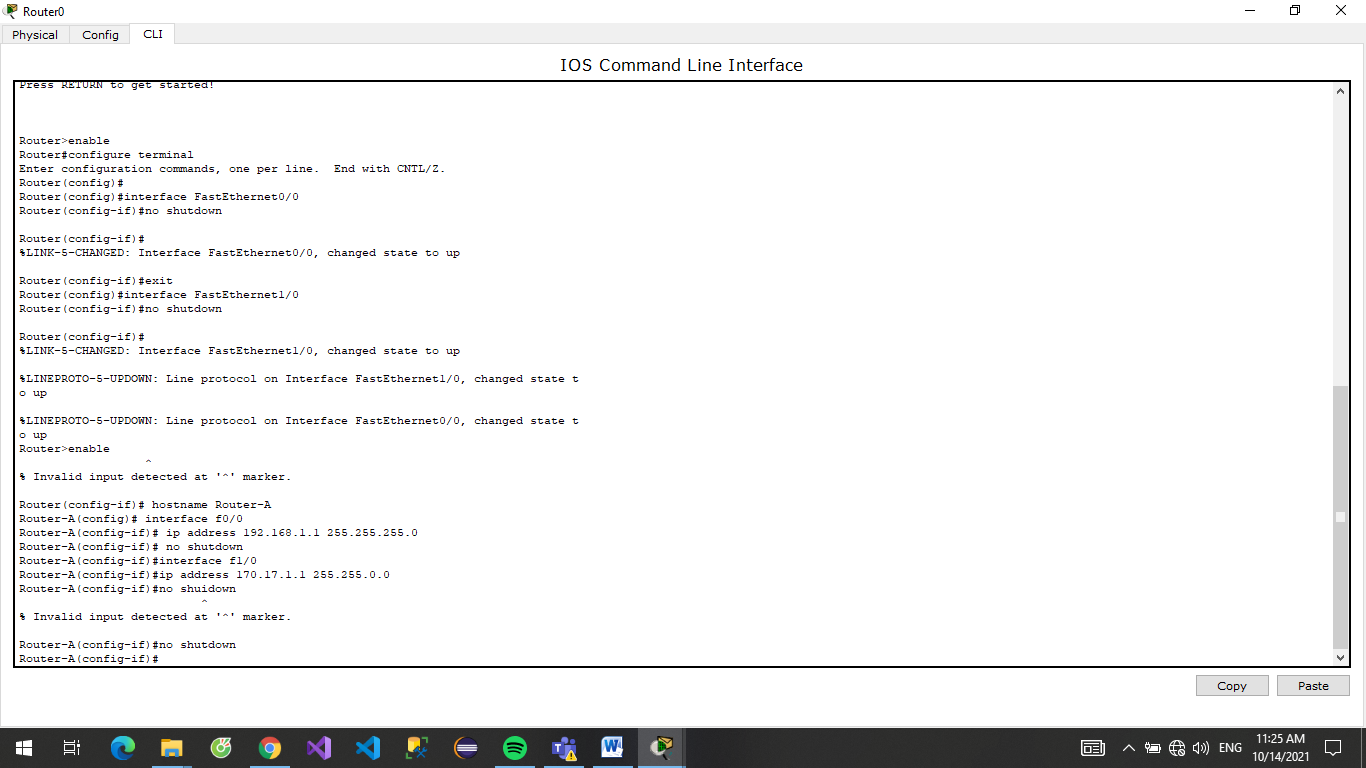 Router0
Physical Config CLI
IOS Command Line Interface
Press RETURN to get started!
Router>enable
Router#configure terminal
Enter configuration commands, one per line.  End with CNTL/Z.
Router(config)#
Router(config)#interface FastEthernet0/0
Router(config-if)#no shutdown
Router(config-if)#
%LINK-5-CHANGED: Interface FastEthernet0/0, changed state to up
Router(config-if)#exit
Router(config)#interface FastEthernet1/0
Router(config-if)#no shutdown
Router(config-if)#
%LINK-5-CHANGED: Interface FastEthernet1/0, changed state to up
%LINEPROTO-5-UPDOWN: Line protocol on Interface FastEthernet1/0, changed state t
o up
%LINEPROTO-5-UPDOWN: Line protocol on Interface FastEthernet0/0, changed state t
o up
Router>enable
^
% Invalid input detected at '^' marker.
Router(config-if)# hostname Router-A
Router-A(config)# interface f0/0
Router-A(config-if)# ip address 192.168.1.1 255.255.255.0
Router-A(config-if)# no shutdown
Router-A(config-if)#interface f1/0
Router-A(config-if)#ip address 170.17.1.1 255.255.0.0
Router-A(config-if)#no shuidown
^
% Invalid input detected at '^' marker.
Router-A(config-if)#no shutdown
Router-A(config-if)#
Copy Paste
ENG
11:25 AM
10/14/2021